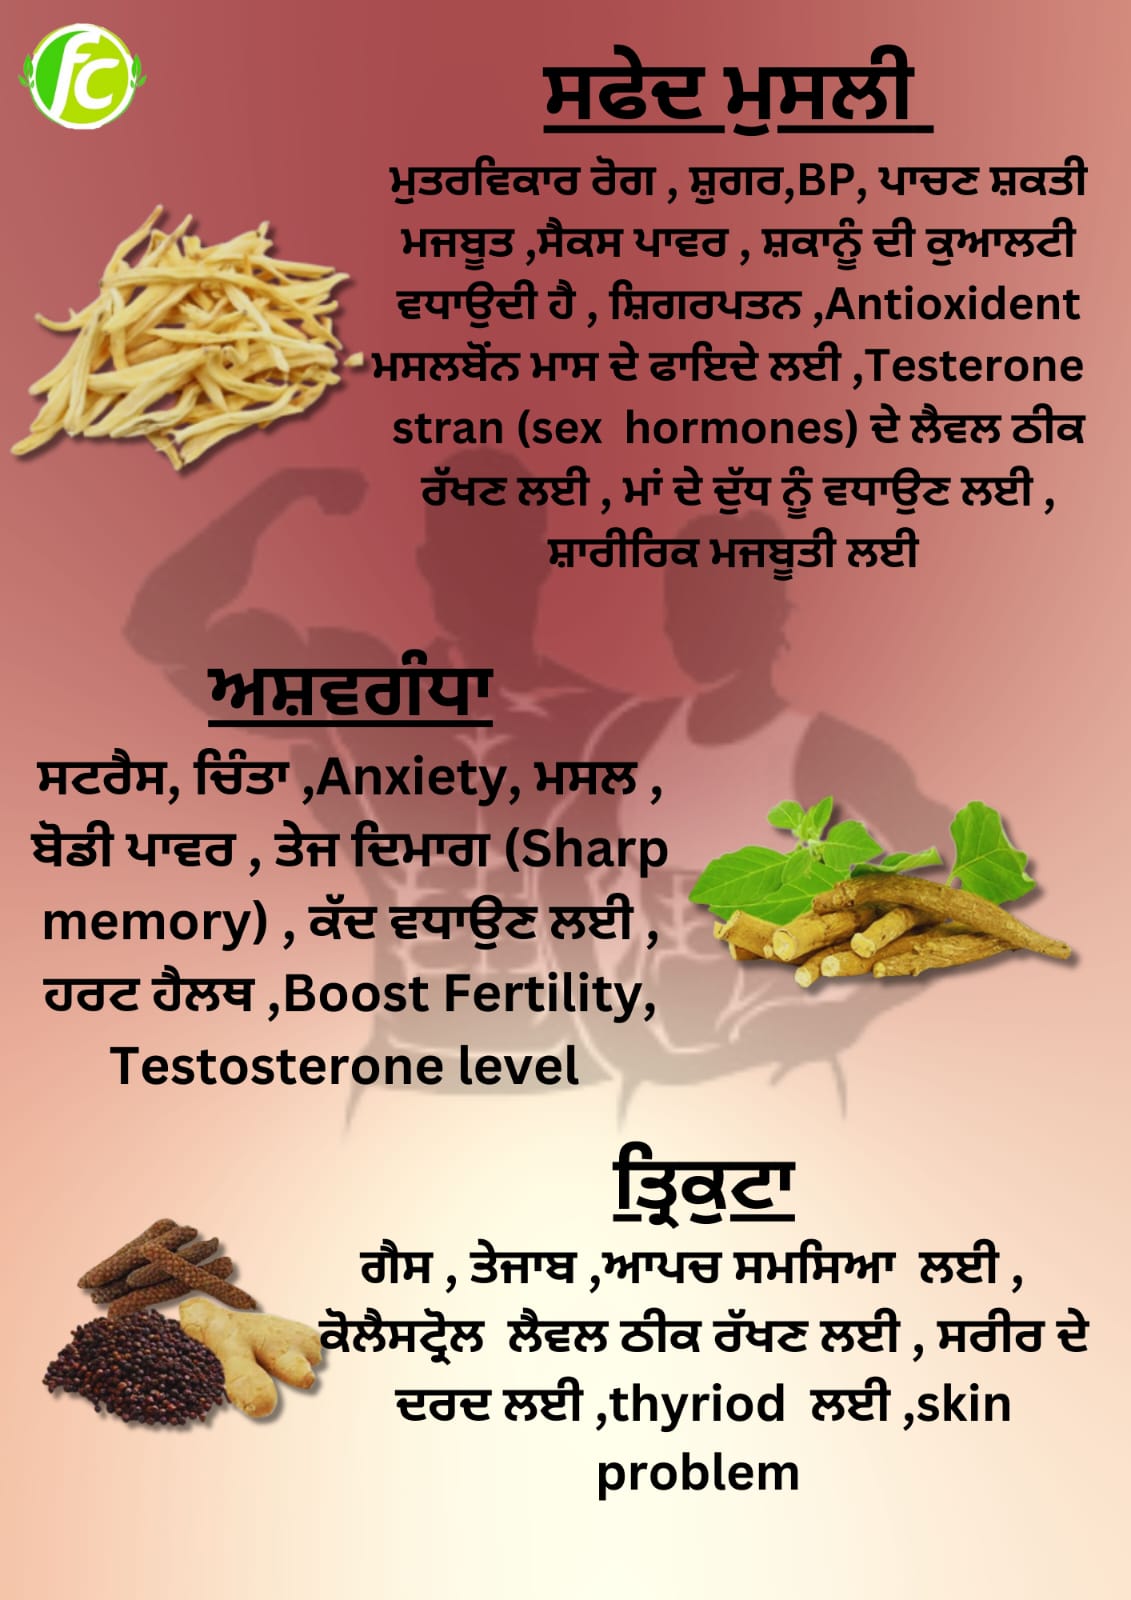 FC
ਸਫੇਦ ਮੁਸਲੀ
ਮੁਤਰਵਿਕਾਰ ਰੋਗ , ਸ਼ੁਗਰ,BP, ਪਾਚਣ ਸ਼ਕਤੀ
ਮਜਬੂਤ ,ਸੈਕਸ ਪਾਵਰ , ਸ਼ਕਾਨੂੰ ਦੀ ਕੁਆਲਟੀ
ਵਧਾਉਦੀ ਹੈ , ਸ਼ਿਗਰਪਤਨ ,Antioxident
ਮਸਲਬੋਂਨ ਮਾਸ ਦੇ ਫਾਇਦੇ ਲਈ ,Testerone
stran (sex hormones) ਦੇ ਲੈਵਲ ਠੀਕ
ਰੱਖਣ ਲਈ , ਮਾਂ ਦੇ ਦੁੱਧ ਨੂੰ ਵਧਾਉਣ ਲਈ ,
ਸ਼ਾਰੀਰਿਕ ਮਜਬੂਤੀ ਲਈ
ਅਸ਼ਵਗੰਧਾ
ਸਟਰੈਸ, ਚਿੰਤਾ ,Anxiety, ਮਸਲ ,
ਬੋਡੀ ਪਾਵਰ , ਤੇਜ ਦਿਮਾਗ (Sharp
memory) , ਕੱਦ ਵਧਾਉਣ ਲਈ ,
ਹਰਟ ਹੈਲਥ ,Boost Fertility,
Testosterone level
ਤ੍ਰਿਕੁਟਾ
ਗੈਸ , ਤੇਜਾਬ ,ਆਪਚ ਸਮਸਿਆ ਲਈ ,
ਕੋਲੈਸਟ੍ਰੋਲ ਲੈਵਲ ਠੀਕ ਰੱਖਣ ਲਈ , ਸਰੀਰ ਦੇ
ਦਰਦ ਲਈ ,thyriod ਲਈ ,skin
problem